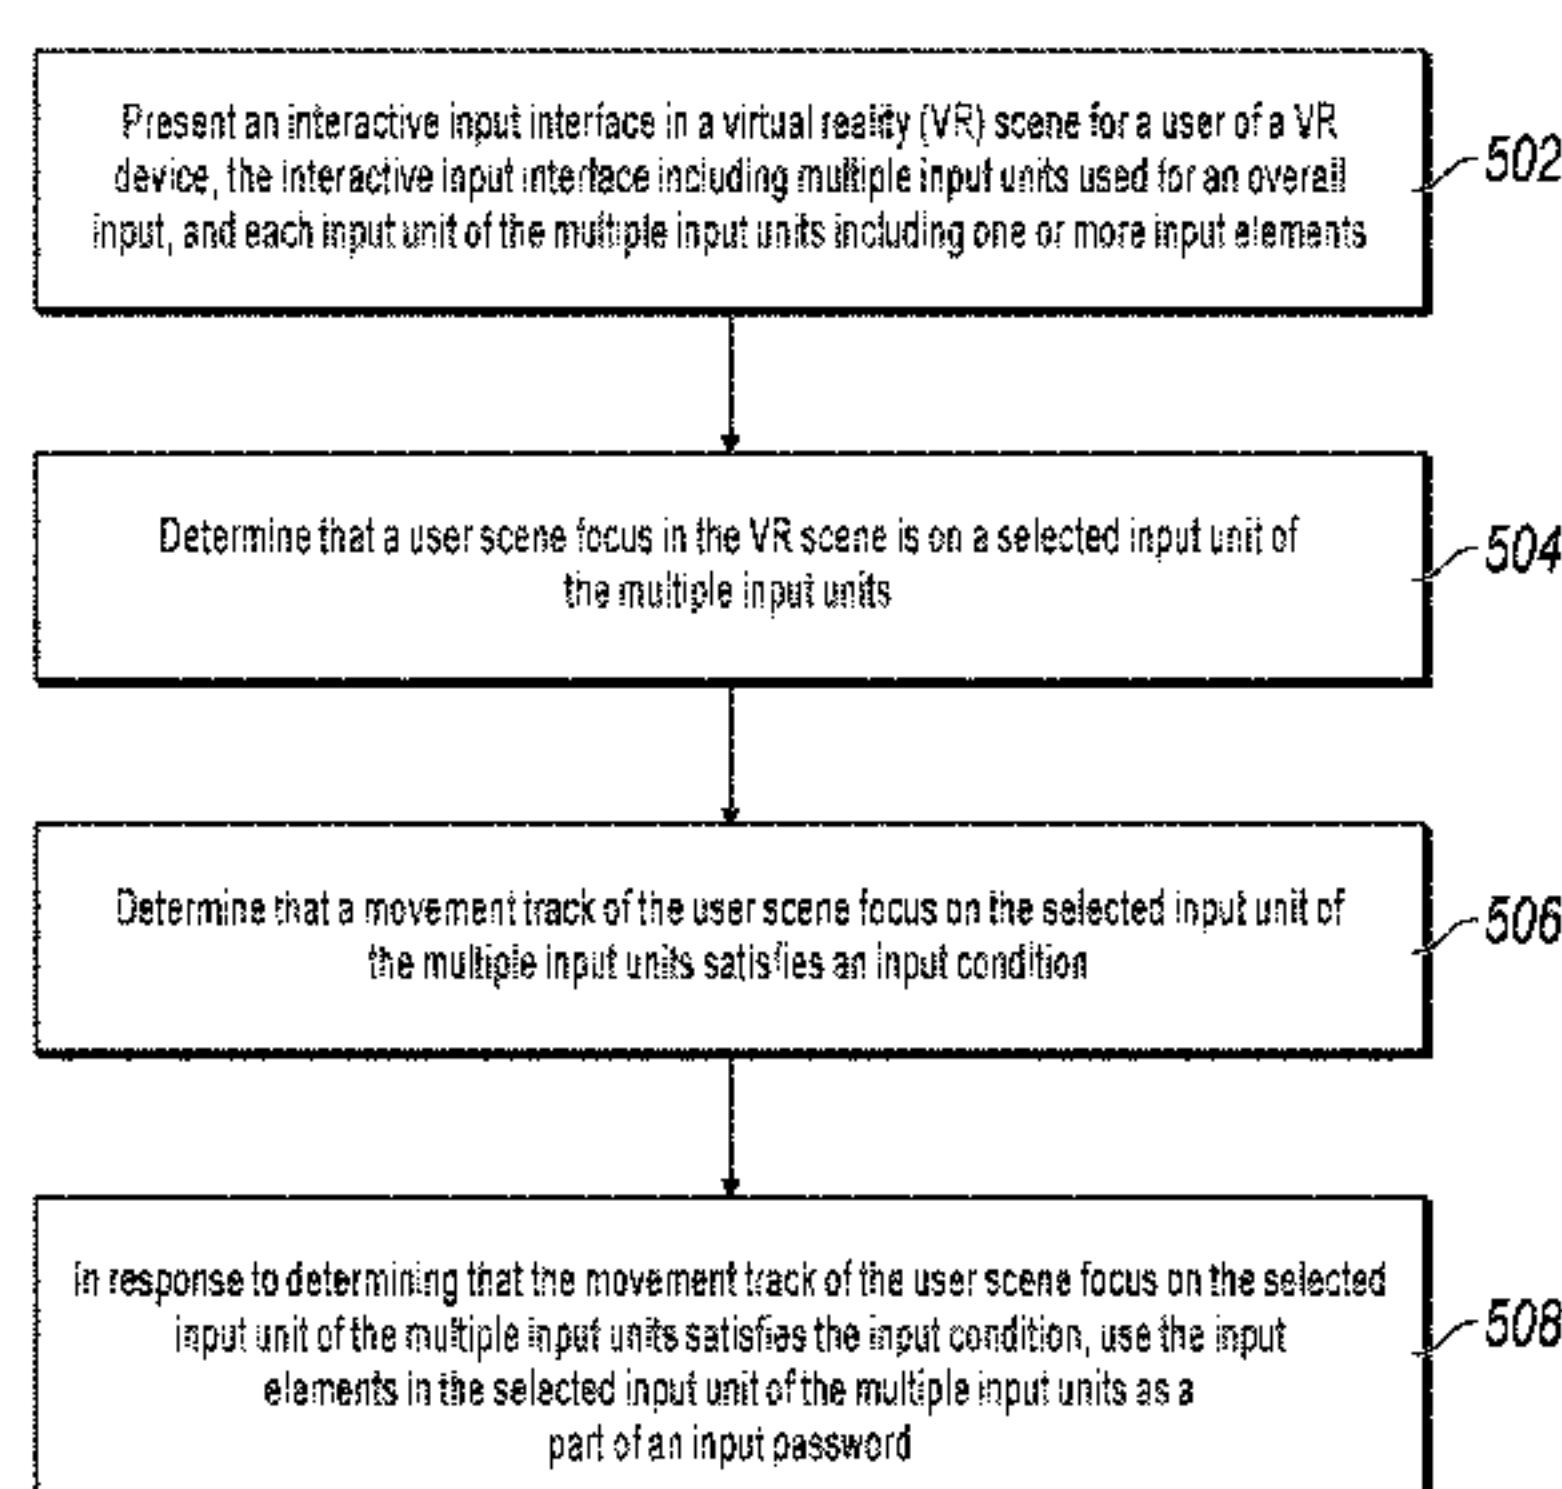 Present an interactive input interface in a virtual reality (VR) scene for a user of a VR
device, the interactive input interface including multiple input units used for an overall
input, and each input unit of the multiple input units including one or more input elements
502
Determine that a user scene focus in the VR scene is on a selected input unit of
the multiple input units
504
Determine that a movement track of the user scene focus on the selected input unit of
the multiple input units satisfies an input condition
506
In response to determining that the movement track of the user scene focus on the selected
input unit of the multiple input units satisfies the input condition, use the input
elements in the selected input unit of the multiple input units as a
part of an input password
508